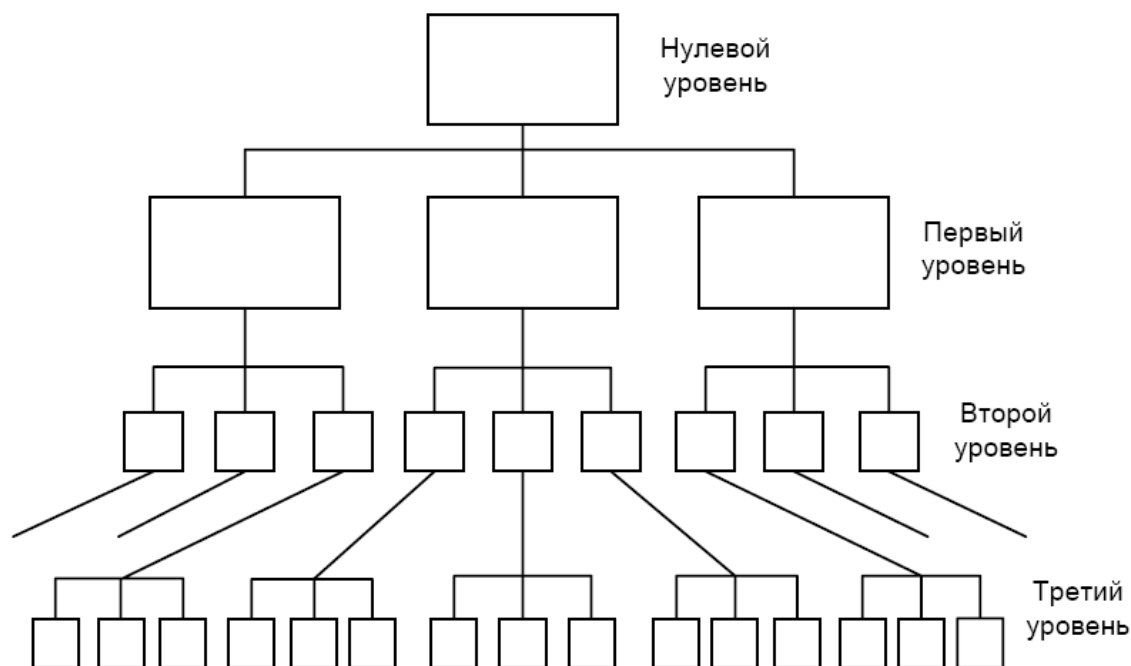 Нулевой
уровень
Первый
уровень
Второй
уровень
Третий
уровень